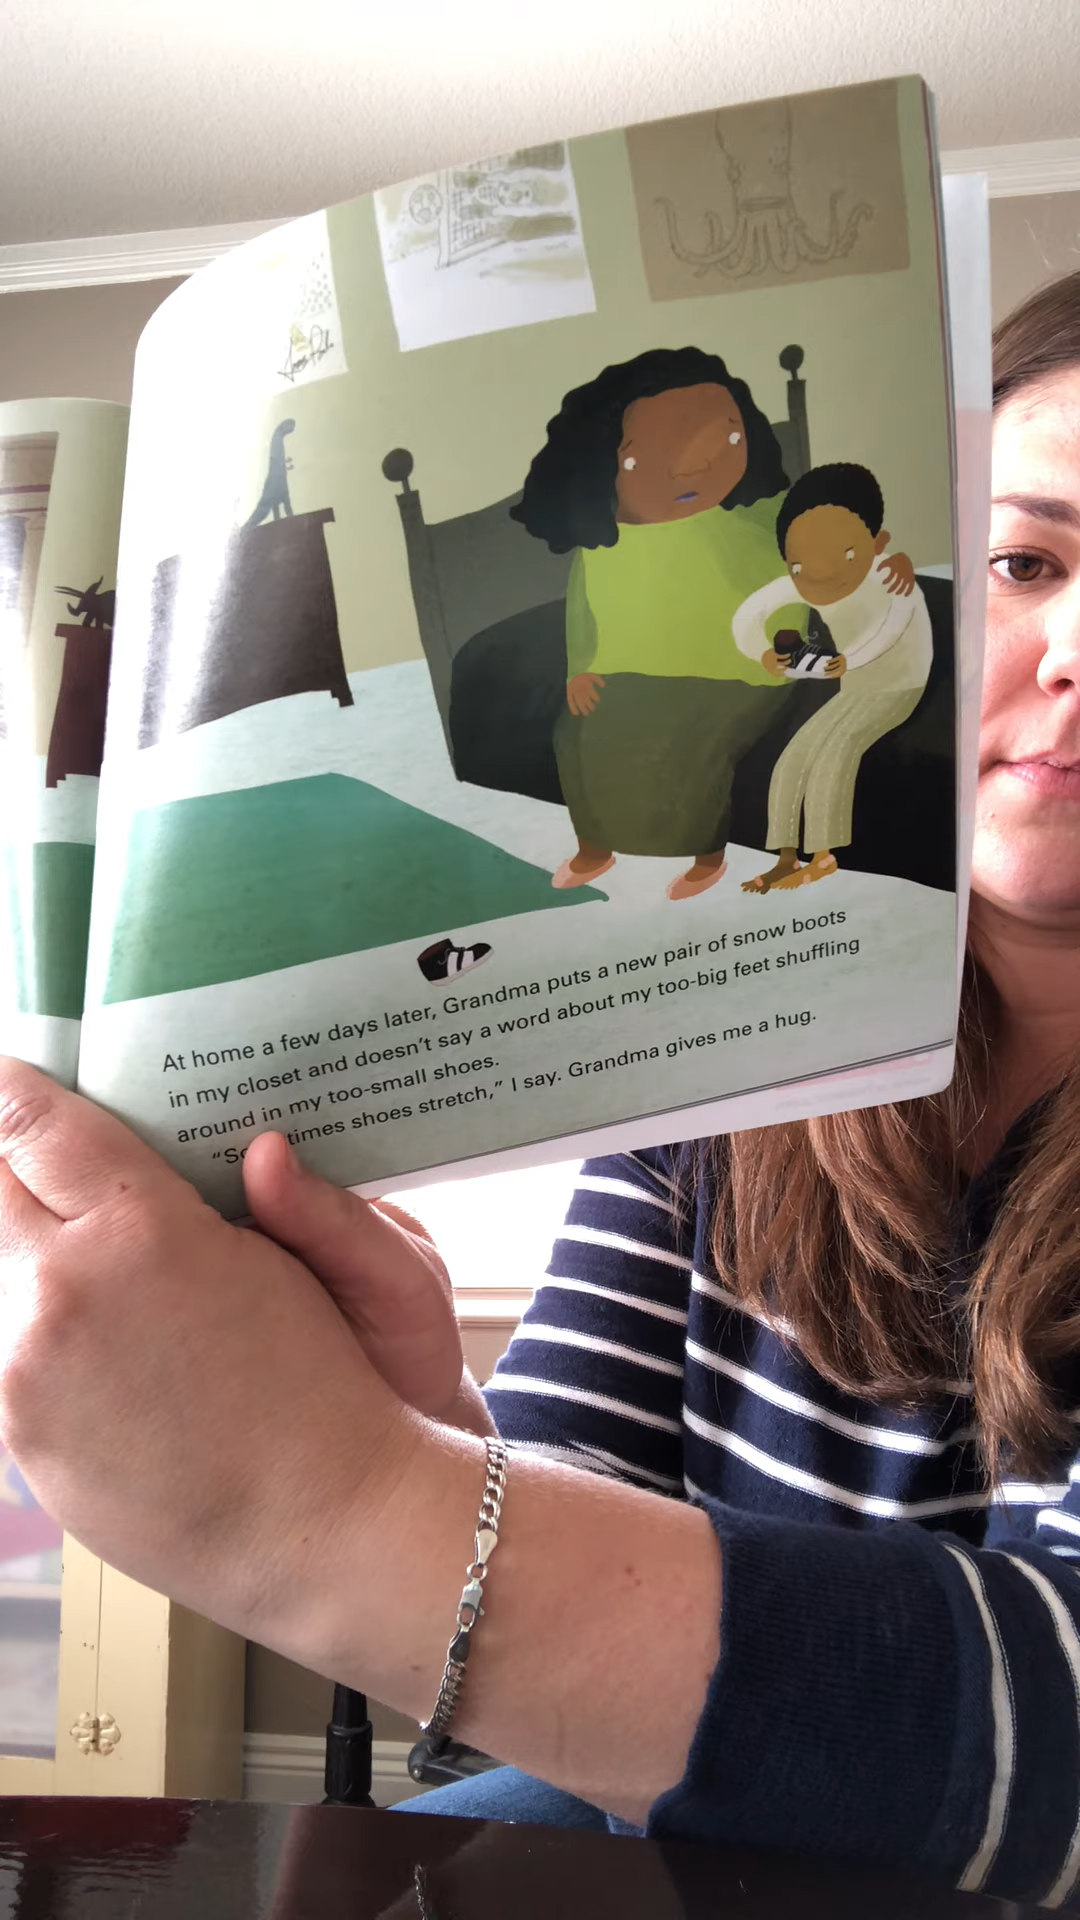 At home a few days later, Grandma puts a new pair of snow boots
in my closet and doesn't say a word about my too-big feet shuffling
around in my too-small shoes.
"So times shoes stretch," I say. Grandma gives me a hug.